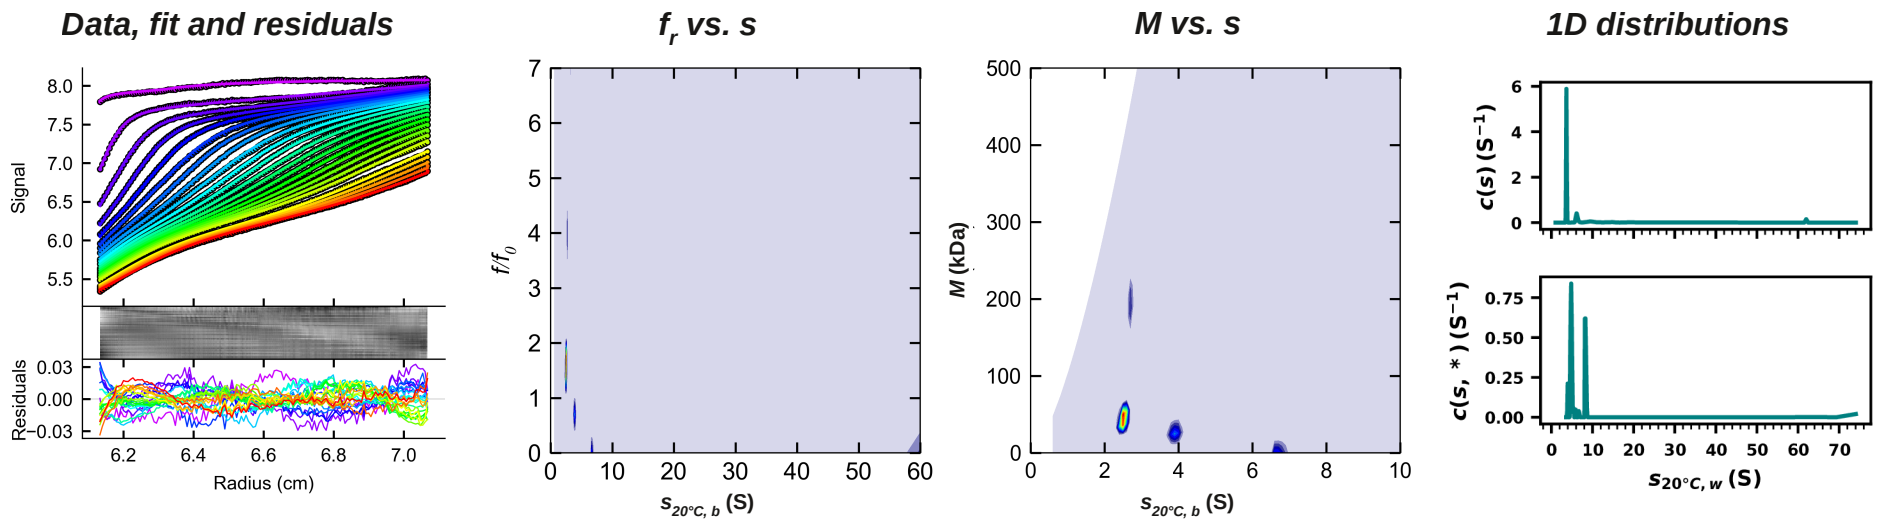 Data, fit and residuals
fr vs. s
M vs. s
1D distributions
8.0
7.5
7.0
6.5
6.0
5.5
Signal
0.03
0.00
−0.03
Residuals
6.2 6.4 6.6 6.8 7.0
Radius (cm)
7
6
5
4
3
2
1
0
f/f0
0 10 20 30 40 50 60
s20°C, b (S)
500
400
300
200
100
0
M (kDa)
0 2 4 6 8 10
s20°C, b (S)
6
4
2
0
c(s) (S−1)
0.75
0.50
0.25
0.00
c(s, *) (S−1)
0 10 20 30 40 50 60 70
s20°C, w (S)